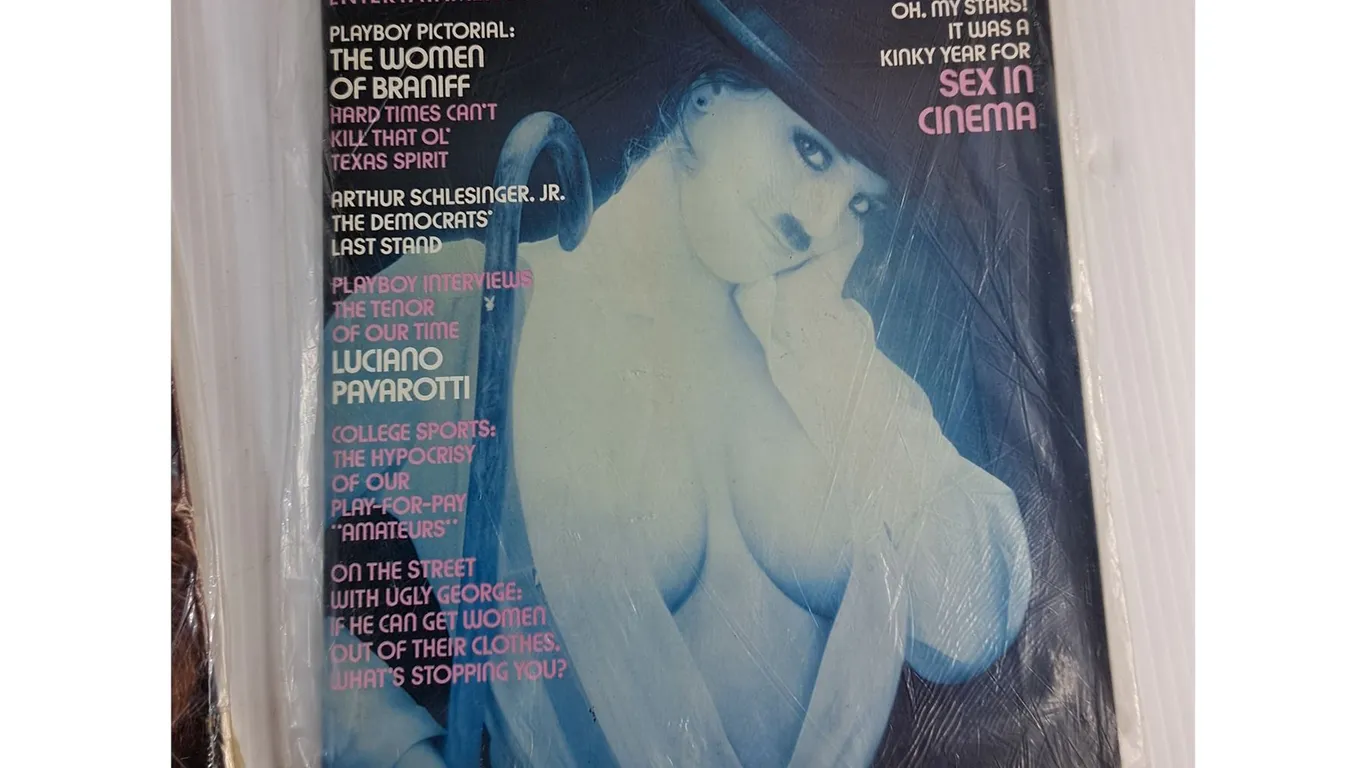 PLAYBOY PICTORIAL:
THE WOMEN
OF BRANIFF
HARD TIMES CAN'T
KILL THAT OL'
TEXAS SPIRIT
ARTHUR SCHLESINGER, JR.
THE DEMOCRATS'
LAST STAND
PLAYBOY INTERVIEWS
THE TENOR
OF OUR TIME
LUCIANO
PAVAROTTI
COLLEGE SPORTS:
THE HYPOCRISY
OF OUR
PLAY-FOR-PAY
"AMATEURS"
ON THE STREET
WITH UGLY GEORGE:
IF HE CAN GET WOMEN
OUT OF THEIR CLOTHES,
WHAT'S STOPPING YOU?
OH, MY STARS!
IT WAS A
KINKY YEAR FOR
SEX IN
CINEMA